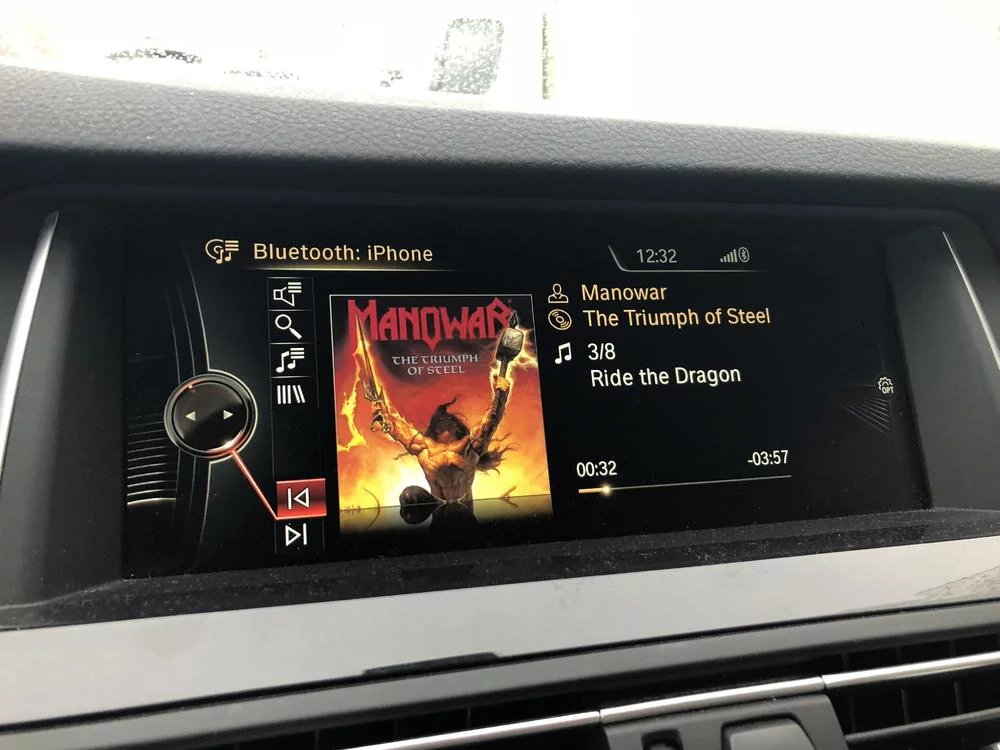 Bluetooth: iPhone
12:32
MANOWAR
THE TRIUMPH
OF STEEL
Manowar
The Triumph of Steel
3/8
Ride the Dragon
OPT
00:32
-03:57